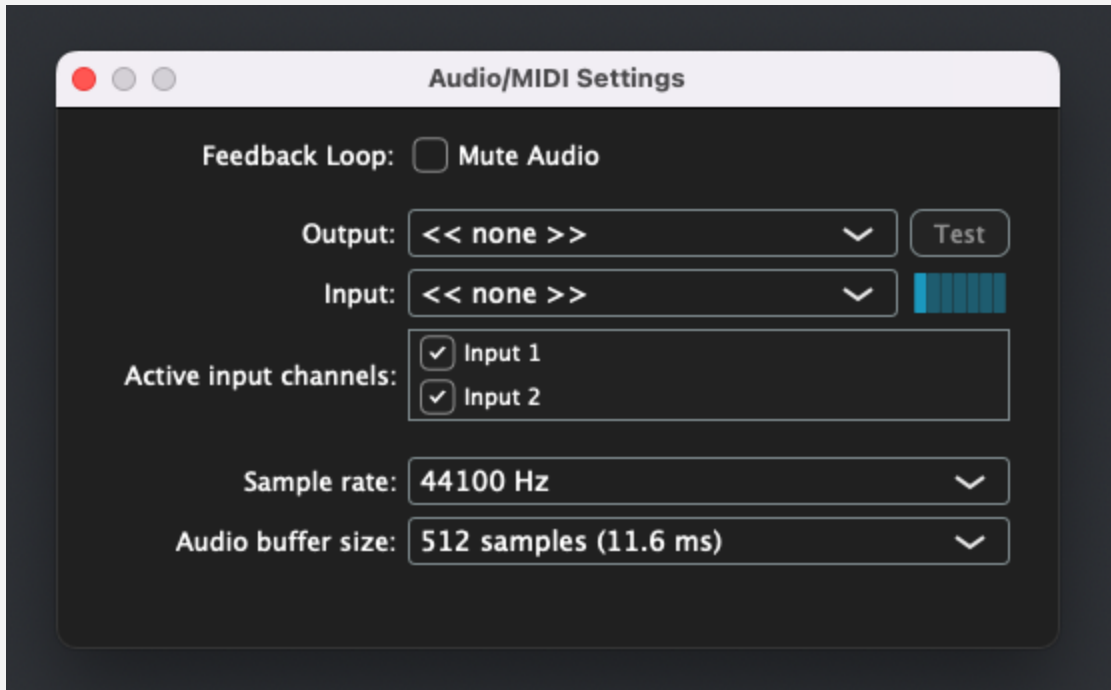 Audio/MIDI Settings
Feedback Loop: Mute Audio
Output: << none >> Test
Input: << none >>
Active input channels: Input 1
Input 2
Sample rate: 44100 Hz
Audio buffer size: 512 samples (11.6 ms)